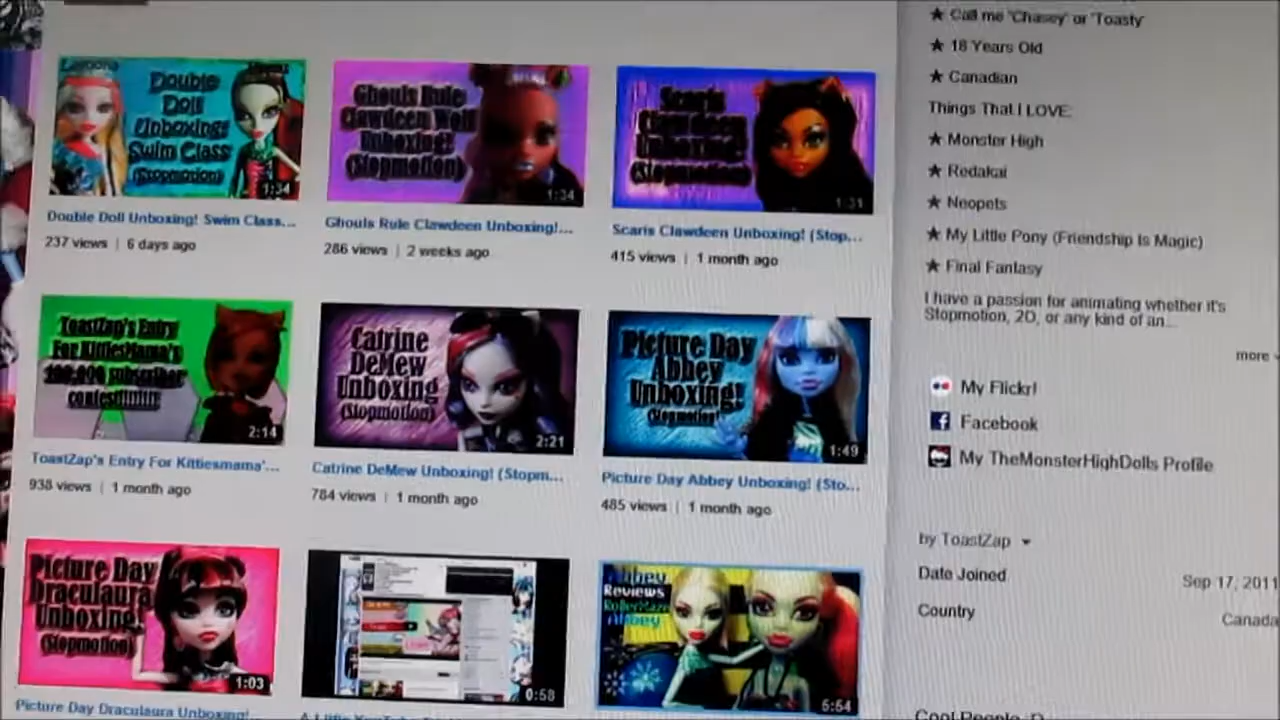 Lagoona
Double
Doll
Unboxing!
Swim Class
(Stopmotion)
1:34
Double Doll Unboxing! Swim Class...
237 views | 6 days ago
Ghouls Rule
Clawdeen Wolf
Unboxing!
(Stopmotion)
1:34
Ghouls Rule Clawdeen Unboxing!...
286 views | 2 weeks ago
Scaris
Clawdeen
Unboxing!
(Stopmotion)
1:31
Scaris Clawdeen Unboxing! (Stop...
415 views | 1 month ago
ToastZap's Entry
For KittiesMama's
100,000 subscriber
contest!!!!!!!
2:14
ToastZap's Entry For Kittiesmama'...
938 views | 1 month ago
Catrine
DeMew
Unboxing
(Stopmotion)
2:21
Catrine DeMew Unboxing! (Stopm...
784 views | 1 month ago
Picture Day
Abbey
Unboxing!
(Stopmotion)
1:49
Picture Day Abbey Unboxing! (Sto...
485 views | 1 month ago
Picture Day
Draculaura
Unboxing!
(Stopmotion)
1:03
Picture Day Draculaura Unboxing!...
0:58
A Little YouTube
Abbey
Reviews
RollerMaze
Abbey
5:54
★ Call me 'Chasey' or 'Toasty'
★ 18 Years Old
★ Canadian
Things That I LOVE:
★ Monster High
★ Redakai
★ Neopets
★ My Little Pony (Friendship Is Magic)
★ Final Fantasy
I have a passion for animating whether it's
Stopmotion, 2D, or any kind of an...
more
My Flickr!
Facebook
My TheMonsterHighDolls Profile
by ToastZap
Date Joined
Sep 17, 2011
Country
Canada
Cool People :D